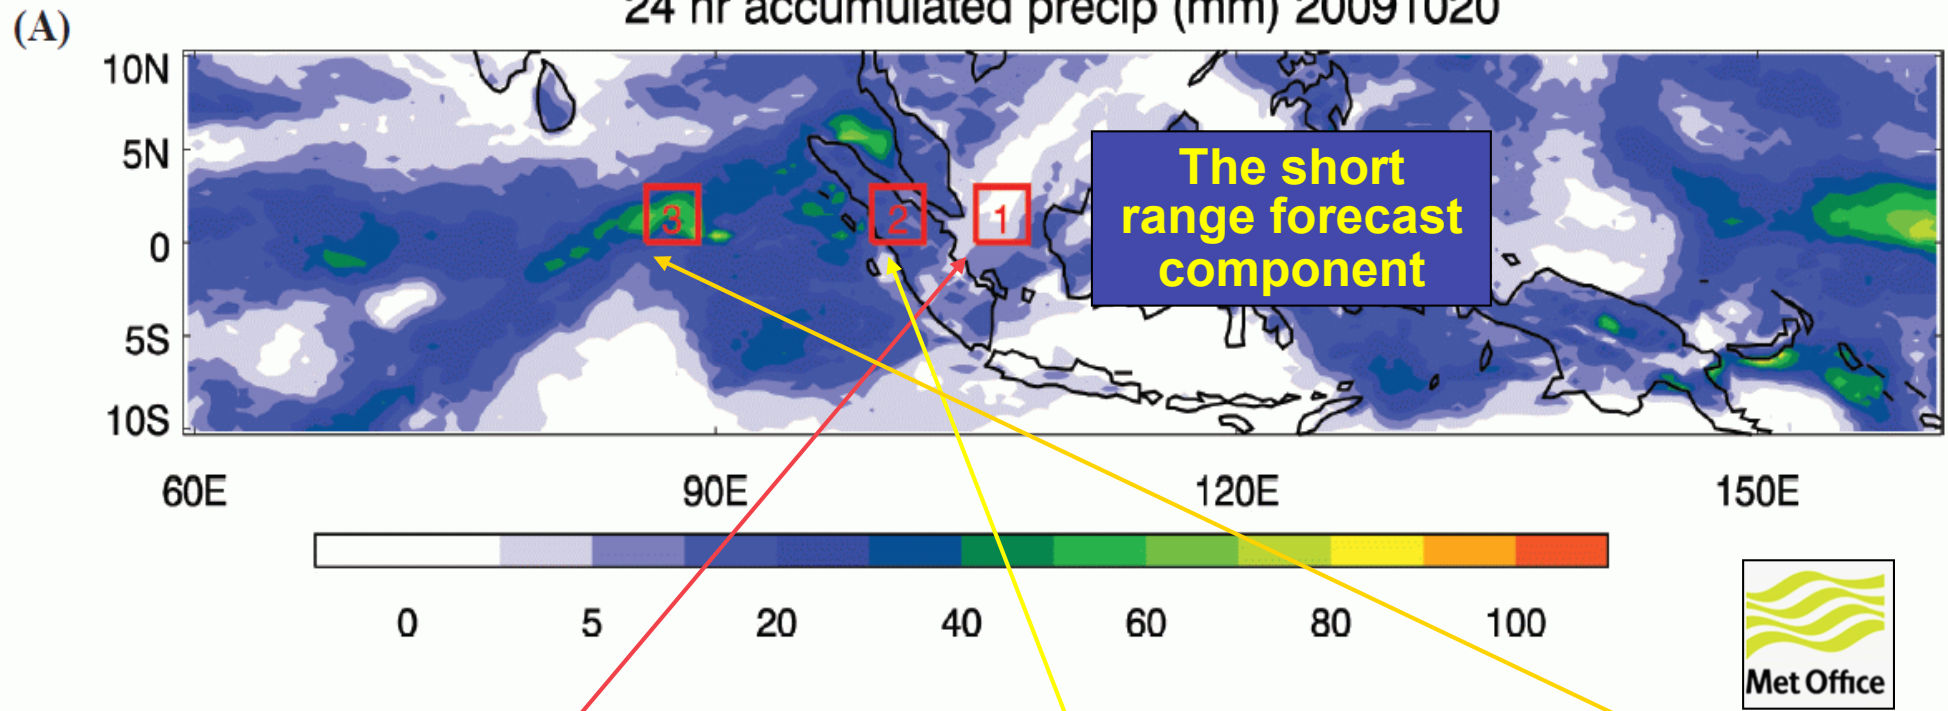 (A)
24 hr accumulated precip (mm) 20091020
10N
5N
0
5S
10S
3
2
1
The short
range forecast
component
60E 90E 120E 150E
0 5 20 40 60 80 100
Met Office